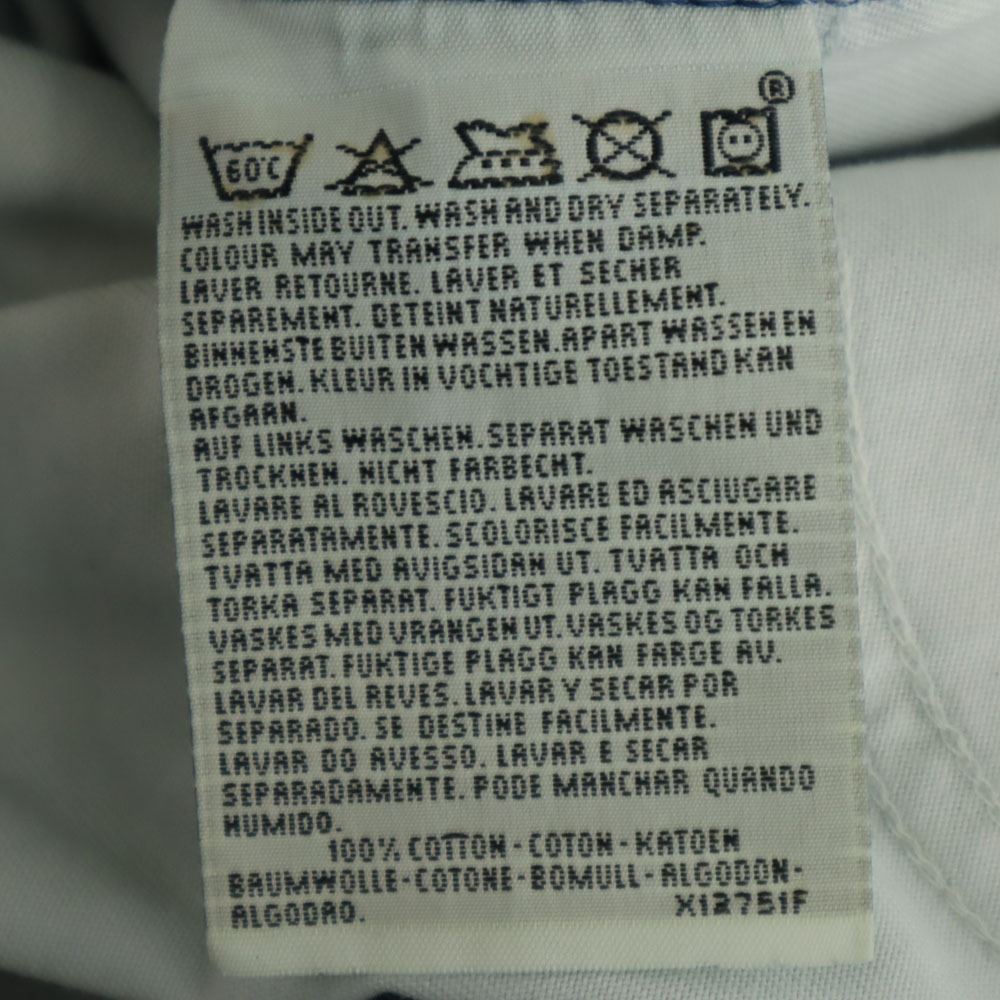 ®
60°C
WASH INSIDE OUT. WASH AND DRY SEPARATELY.
COLOUR MAY TRANSFER WHEN DAMP.
LAVER RETOURNE. LAVER ET SECHER
SEPAREMENT. DETEINT NATURELLEMENT.
BINNENSTE BUITEN WASSEN. APART WASSEN EN
DROGEN. KLEUR IN VOCHTIGE TOESTAND KAN
AFGAAN.
AUF LINKS WASCHEN. SEPARAT WASCHEN UND
TROCKNEN. NICHT FARBECHT.
LAVARE AL ROVESCIO. LAVARE ED ASCIUGARE
SEPARATAMENTE. SCOLORISCE FACILMENTE.
TVATTA MED AVIGSIDAN UT. TVATTA OCH
TORKA SEPARAT. FUKTIGT PLAGG KAN FALLA.
VASKES MED VRANGEN UT. VASKES OG TORKES
SEPARAT. FUKTIGE PLAGG KAN FARGE AV.
LAVAR DEL REVES. LAVAR Y SECAR POR
SEPARADO. SE DESTINE FACILMENTE.
LAVAR DO AVESSO. LAVAR E SECAR
SEPARADAMENTE. PODE MANCHAR QUANDO
HUMIDO.
100% COTTON - COTON - KATOEN
BAUMWOLLE - COTONE - BOMULL - ALGODON -
ALGODAO. X12751F